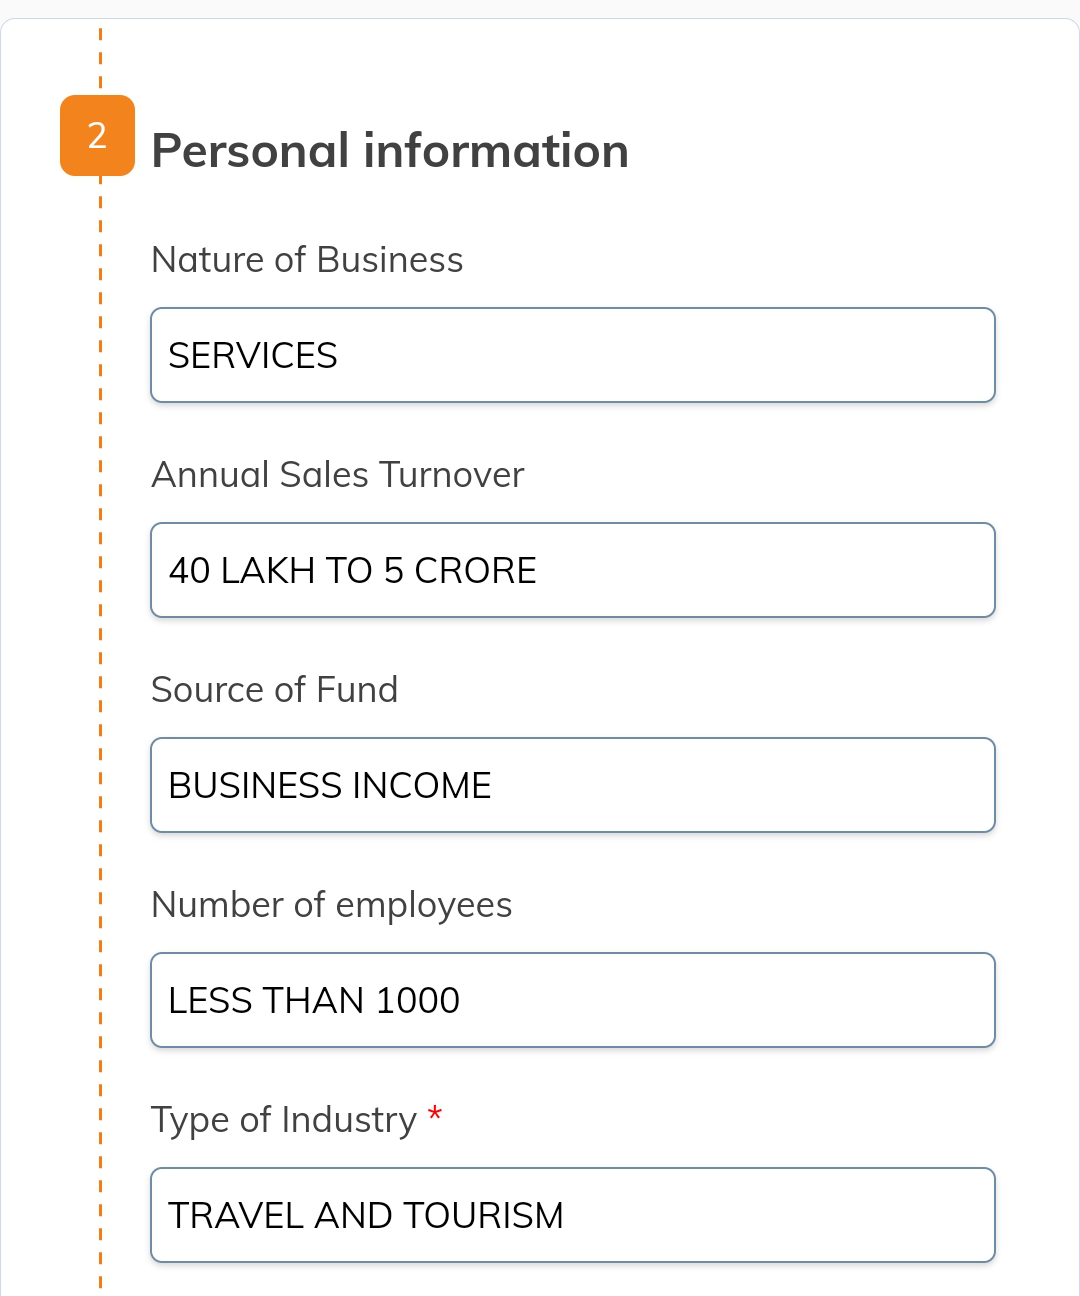 2
Personal information
Nature of Business
SERVICES
Annual Sales Turnover
40 LAKH TO 5 CRORE
Source of Fund
BUSINESS INCOME
Number of employees
LESS THAN 1000
Type of Industry *
TRAVEL AND TOURISM